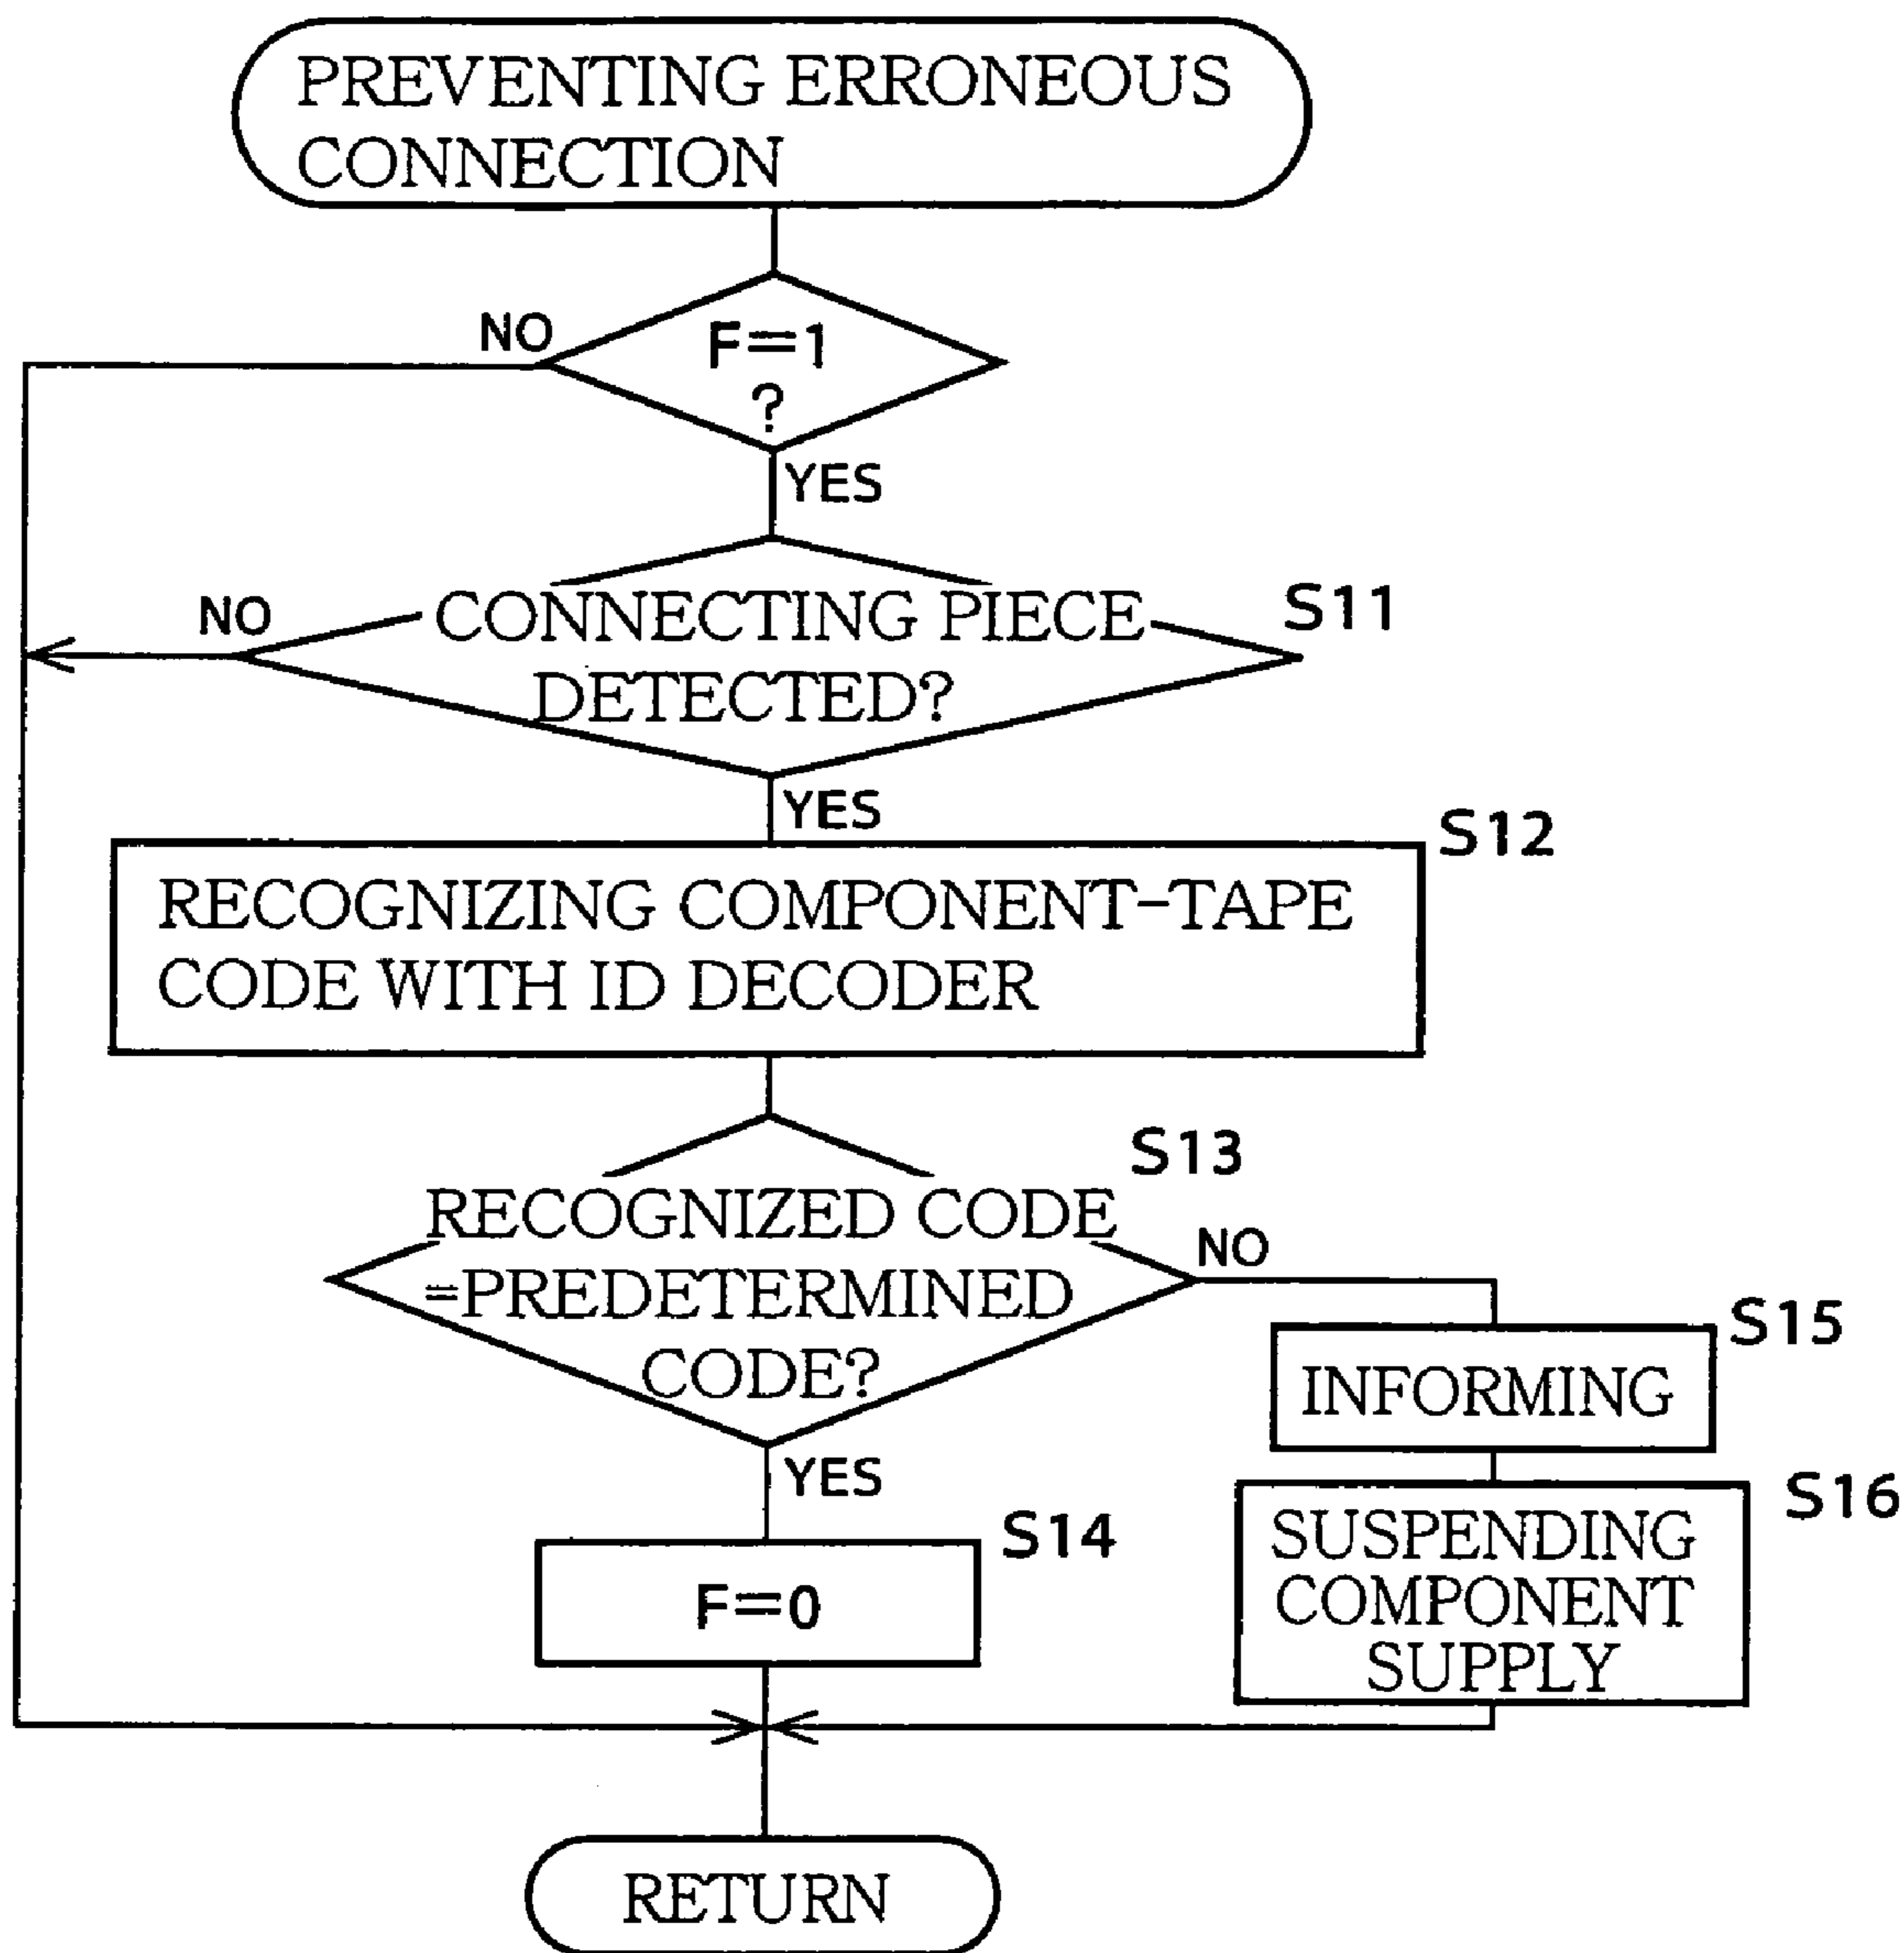 PREVENTING ERRONEOUS
CONNECTION
NO
F=1
?
YES
NO
CONNECTING PIECE
DETECTED?
S11
YES
S12
RECOGNIZING COMPONENT-TAPE
CODE WITH ID DECODER
S13
RECOGNIZED CODE
=PREDETERMINED
CODE?
NO
S15
INFORMING
YES
S16
SUSPENDING
COMPONENT
SUPPLY
S14
F=0
RETURN